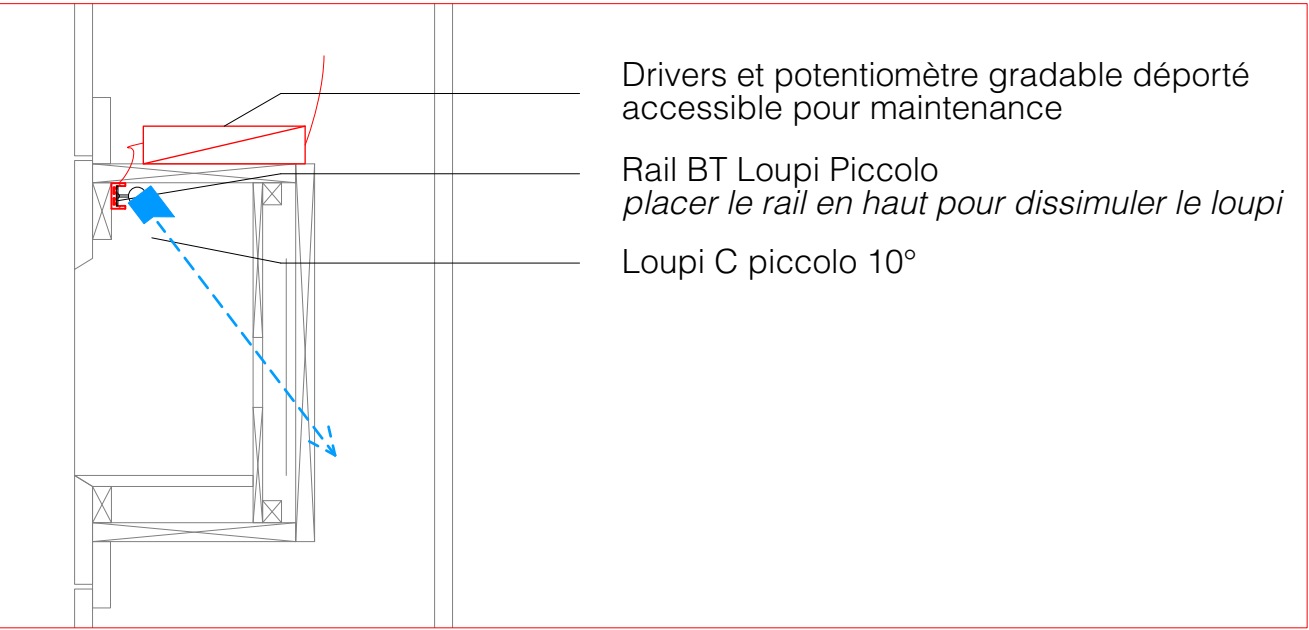 Drivers et potentiomètre gradable déporté
accessible pour maintenance
Rail BT Loupi Piccolo
placer le rail en haut pour dissimuler le loupi
Loupi C piccolo 10°